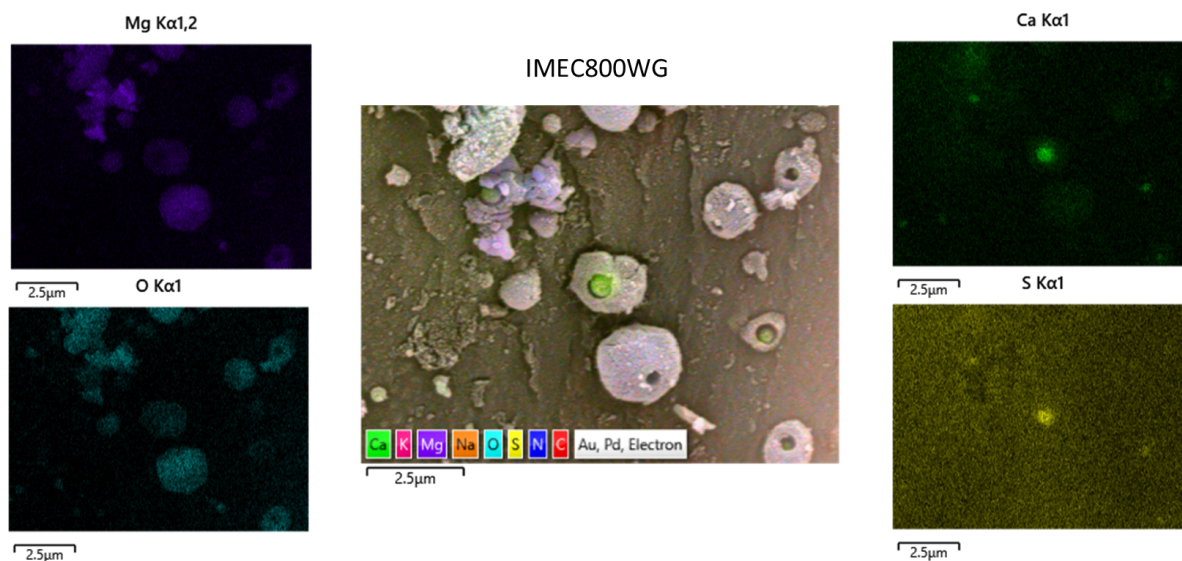 Mg Kα1,2
2.5μm
O Kα1
2.5μm
IMEC800WG
Ca K Mg Na O S N C Au, Pd, Electron
2.5μm
Ca Kα1
2.5μm
S Kα1
2.5μm